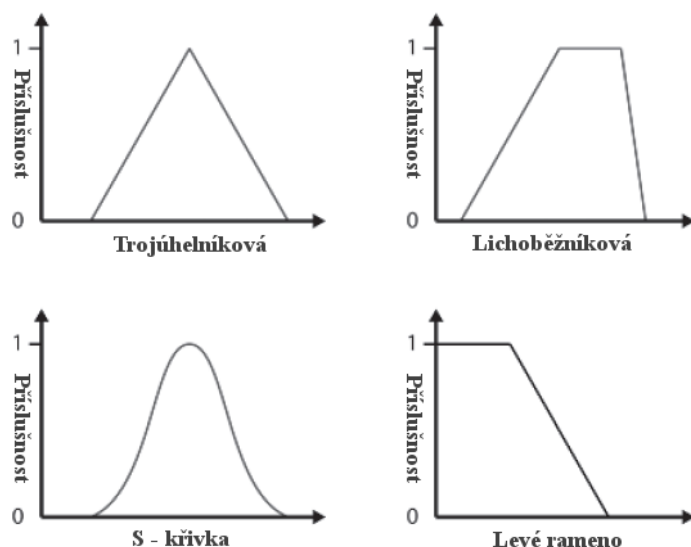 1
Příslušnost
0
Trojúhelníková
1
Příslušnost
0
Lichoběžníková
1
Příslušnost
0
S - křivka
1
Příslušnost
0
Levé rameno